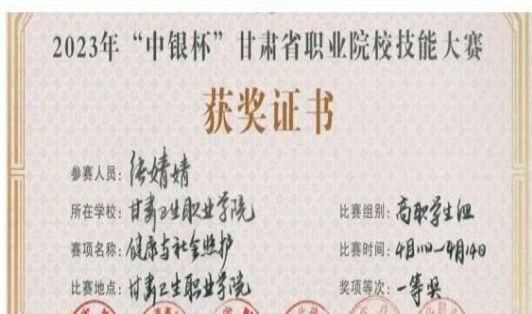 2023年“中银杯”甘肃省职业院校技能大赛
获奖证书
参赛人员：张婧婧
所在学校：甘肃卫生职业学院 比赛组别：高职学生组
赛项名称：健康与社会照护 比赛时间：4月11日—4月14日
比赛地点：甘肃卫生职业学院 奖项等次：一等奖